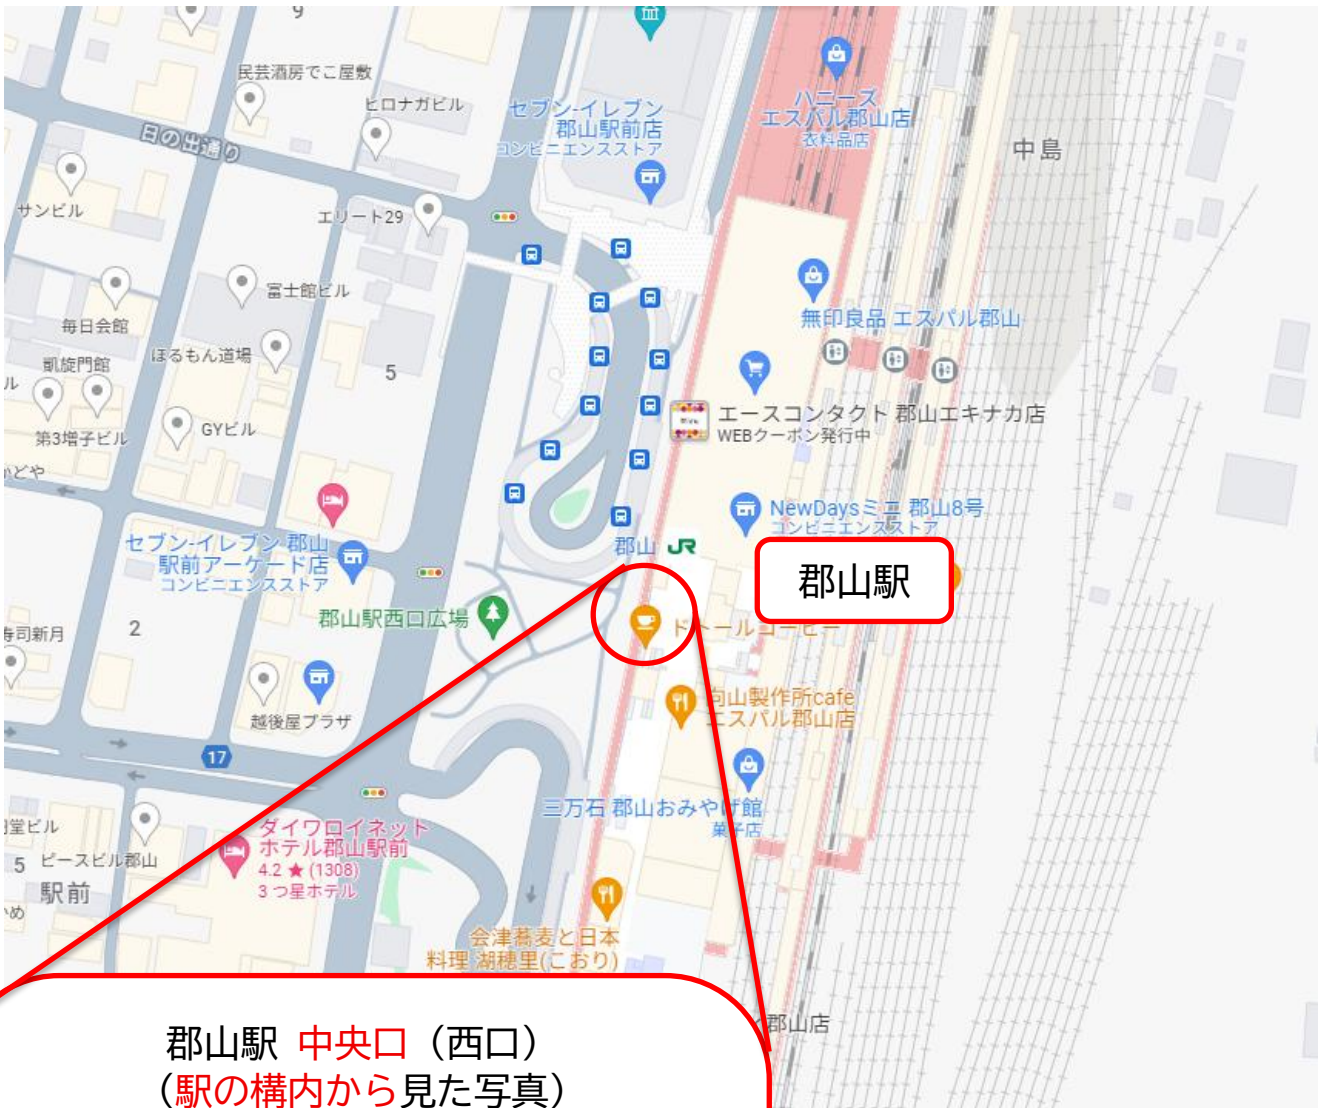 9
民芸酒房でこ屋敷
ヒロナガビル
セブン-イレブン
郡山駅前店
コンビニエンスストア
ハニーズ
エスパル郡山店
衣料品店
中島
日の出通り
サンビル
エリート29
富士館ビル
毎日会館
ほるもん道場
凱旋門館
ル
第3増子ビル
GYビル
5
無印良品 エスパル郡山
エースコンタクト 郡山エキナカ店
WEBクーポン発行中
かどや
NewDaysミニ 郡山8号
コンビニエンスストア
セブン-イレブン 郡山
駅前アーケード店
コンビニエンスストア
郡山 JR
郡山駅
郡山駅西口広場
ドトールコーヒー
寿司新月
2
越後屋プラザ
向山製作所cafe
エスパル郡山店
17
三万石 郡山おみやげ館
菓子店
ダイワロイネット
ホテル郡山駅前
4.2 ★ (1308)
3 つ星ホテル
堂ビル
5
ピースビル郡山
駅前
め
会津蕎麦と日本
料理 湖穂里(こおり)
郡山店
郡山駅 中央口（西口）
（駅の構内から見た写真）